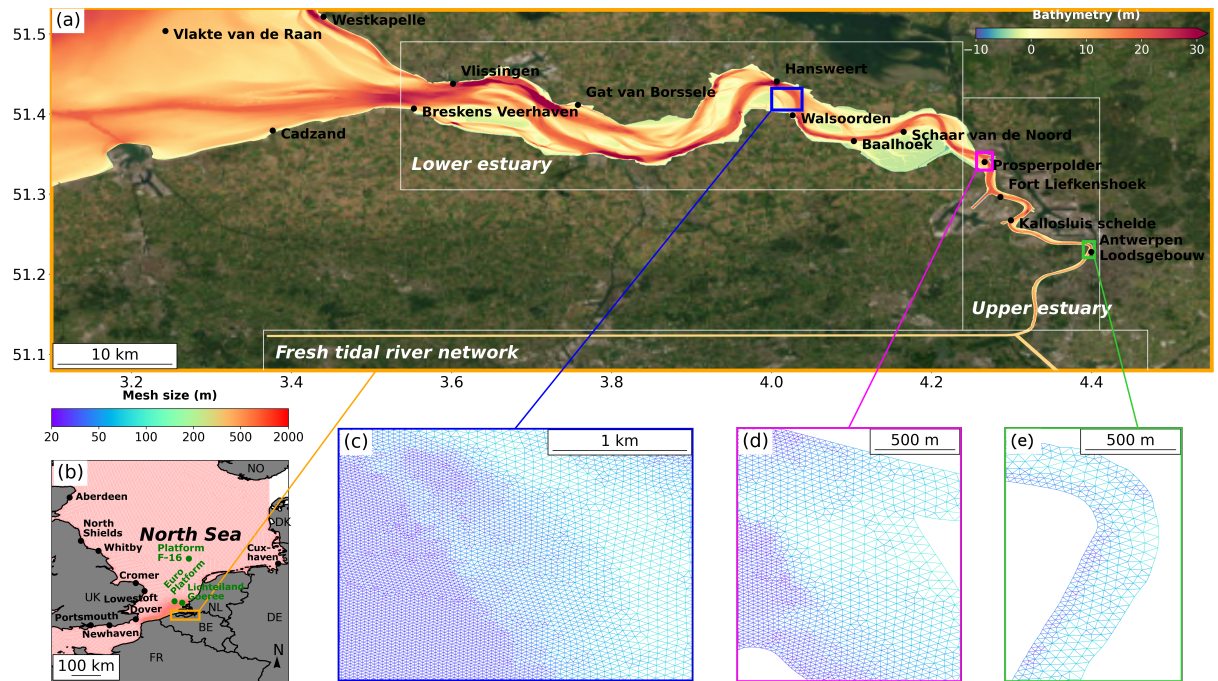 (a)
Bathymetry (m)
−10 0 10 20 30
51.5
51.4
51.3
51.2
51.1
Westkapelle
Vlakte van de Raan
Vlissingen
Hansweert
Gat van Borssele
Breskens Veerhaven
Walsoorden
Cadzand
Schaar van de Noord
Baalhoek
Lower estuary
Prosperpolder
Fort Liefkenshoek
Kallosluis schelde
Antwerpen
Loodsgebouw
Upper estuary
Fresh tidal river network
10 km
3.2 3.4 3.6 3.8 4.0 4.2 4.4
Mesh size (m)
20 50 100 200 500 2000
(b)
NO
Aberdeen
DK
North
Shields
North Sea
Whitby
Platform
F-16
Cux-
haven
Cromer
Euro
Platform
Lichteiland
Goeree
UK
Lowestoft
Dover
NL
Portsmouth
BE
DE
Newhaven
FR
N
100 km
(c)
1 km
(d)
500 m
(e)
500 m